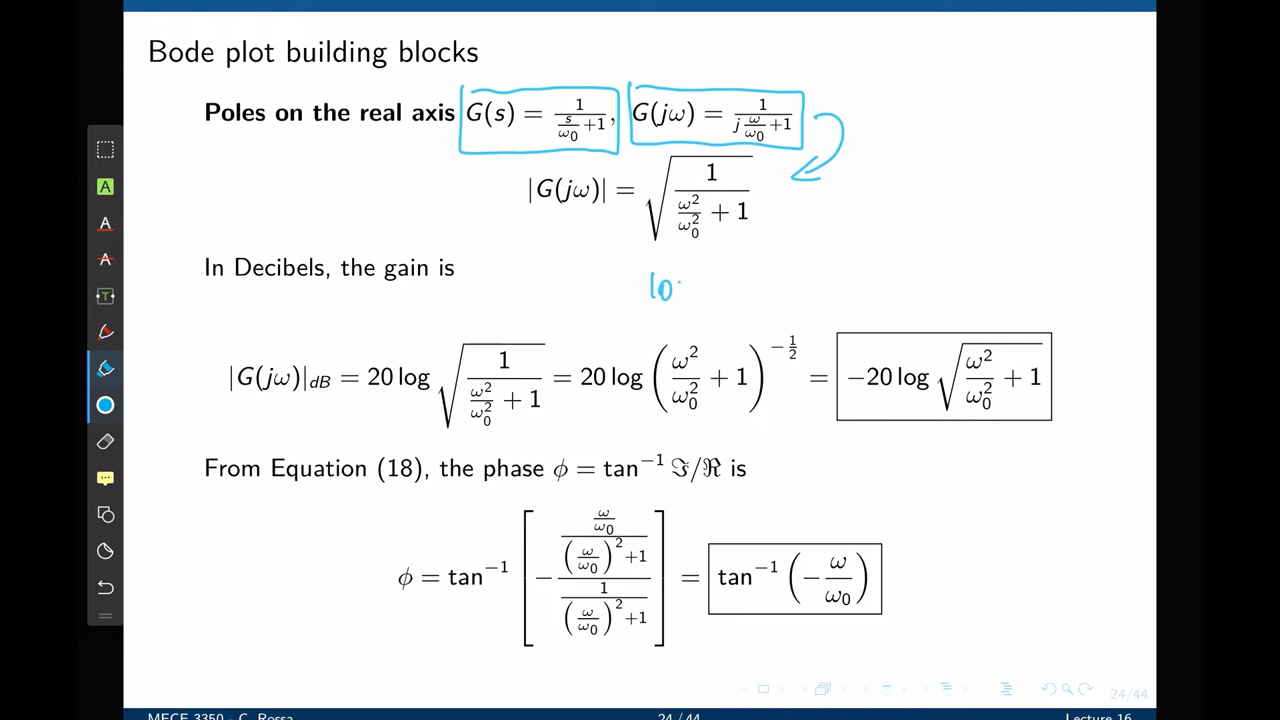 Bode plot building blocks
Poles on the real axis G(s) = 1/(s/ω₀ +1), G(jω) = 1/(j ω/ω₀ +1)
|G(jω)| = √(1/(ω²/ω₀² + 1))
In Decibels, the gain is
10
|G(jω)|dB = 20 log √(1/(ω²/ω₀² + 1)) = 20 log (ω²/ω₀² + 1)^(−1/2) = −20 log √(ω²/ω₀² + 1)
From Equation (18), the phase ϕ = tan⁻¹ ℑ/ℜ is
ϕ = tan⁻¹ [− (ω/ω₀ / ((ω/ω₀)² +1)) / (1 / ((ω/ω₀)² +1))] = tan⁻¹ (− ω/ω₀)
24/44
MECE 3350 - C. Rossa 24 / 44 Lecture 16
A
A
A
T